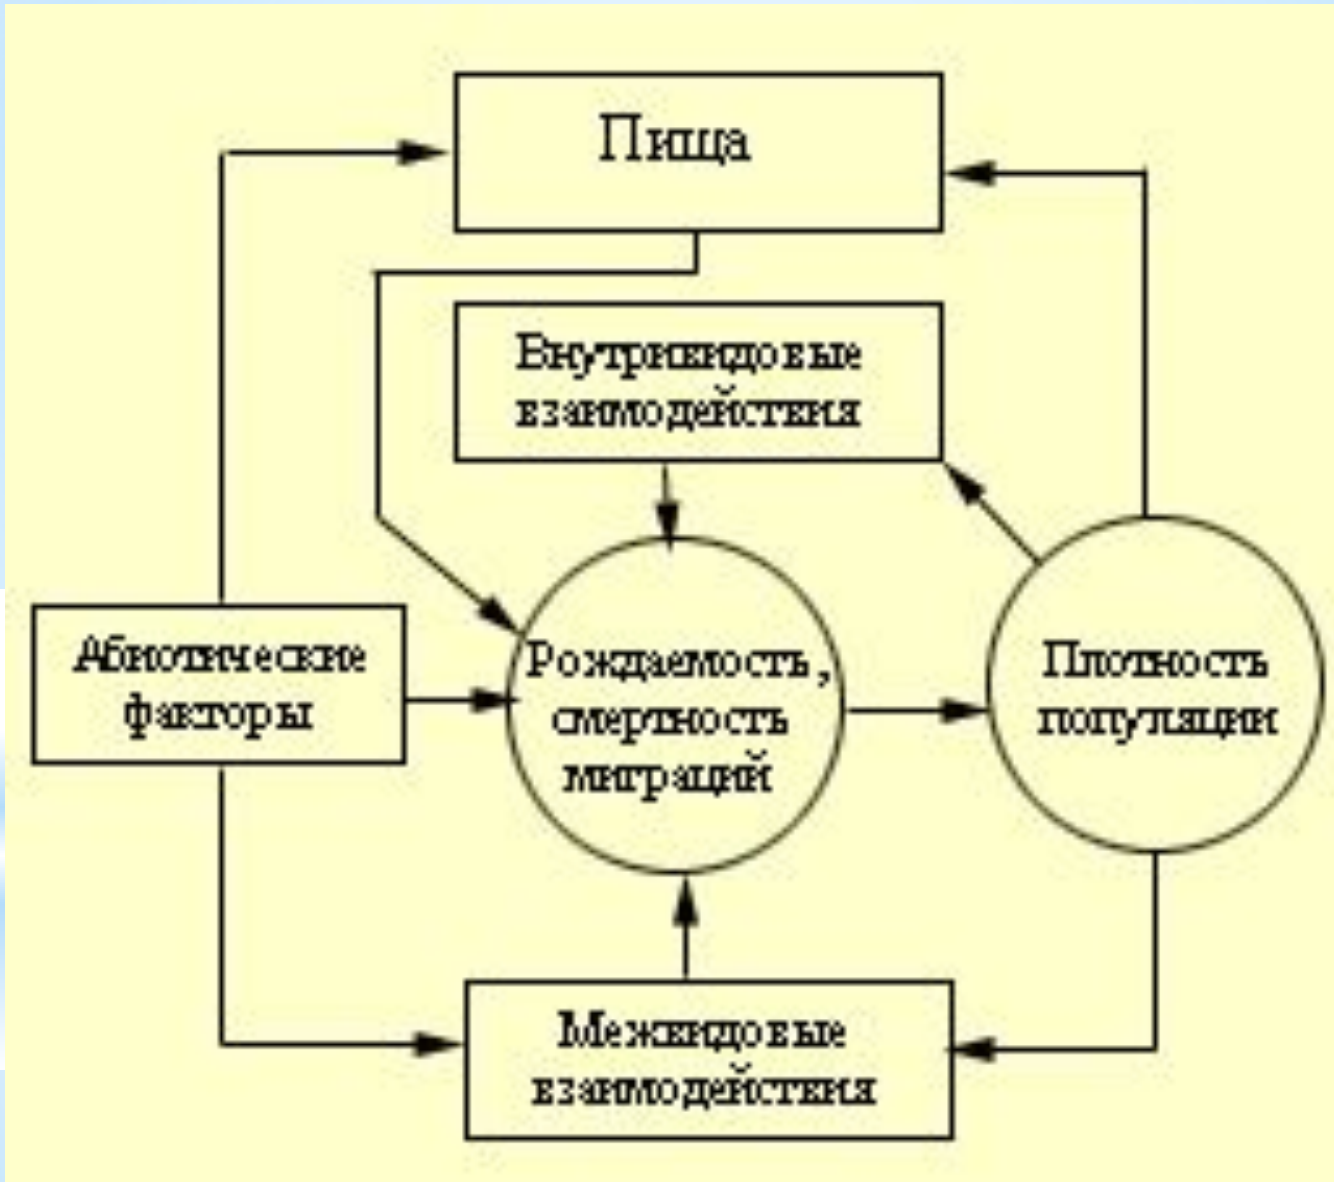 Пища
Внутривидовые
взаимодействия
Абиотические
факторы
Рождаемость,
смертность
миграций
Плотность
популяции
Межвидовые
взаимодействия